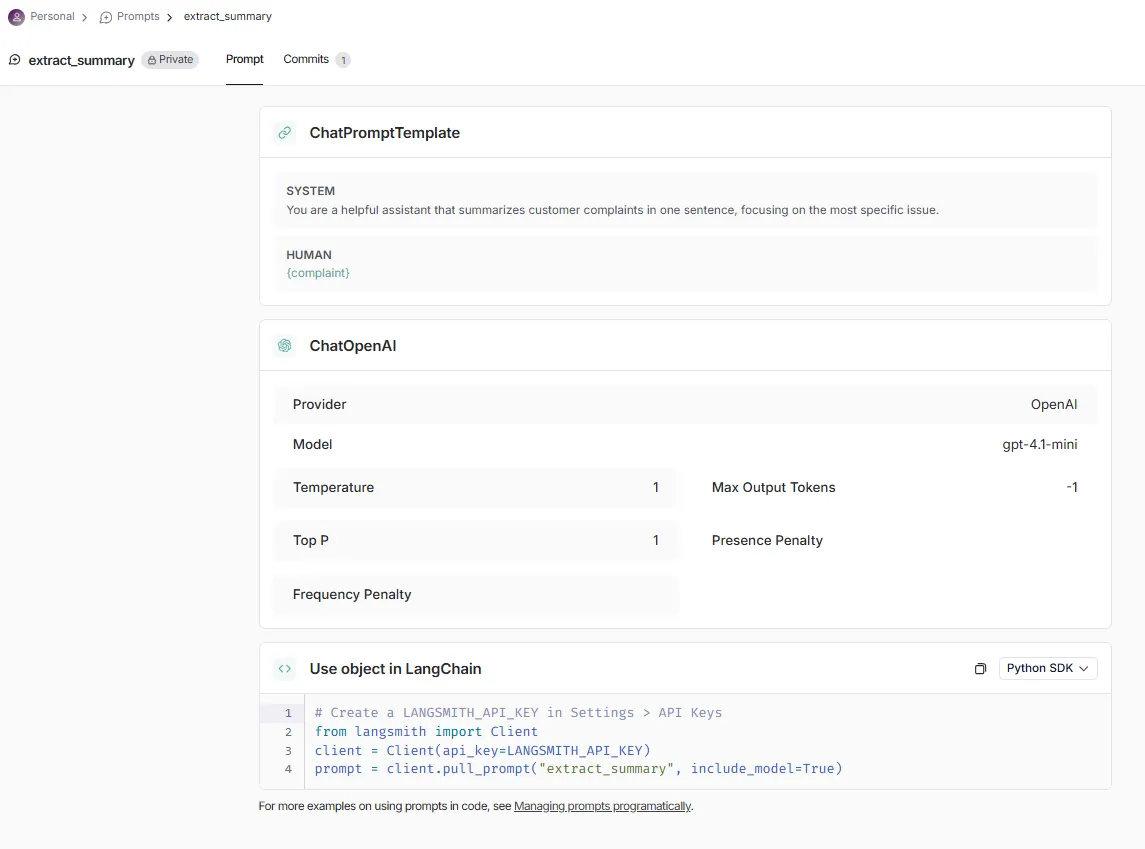 Personal > Prompts > extract_summary
extract_summary Private Prompt Commits 1
ChatPromptTemplate
SYSTEM
You are a helpful assistant that summarizes customer complaints in one sentence, focusing on the most specific issue.
HUMAN
{complaint}
ChatOpenAI
Provider OpenAI
Model gpt-4.1-mini
Temperature 1 Max Output Tokens -1
Top P 1 Presence Penalty
Frequency Penalty
Use object in LangChain Python SDK
1 # Create a LANGSMITH_API_KEY in Settings > API Keys
2 from langsmith import Client
3 client = Client(api_key=LANGSMITH_API_KEY)
4 prompt = client.pull_prompt("extract_summary", include_model=True)
For more examples on using prompts in code, see Managing prompts programatically.